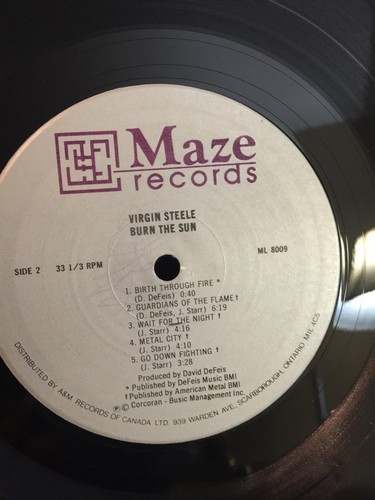 Maze
records
VIRGIN STEELE
BURN THE SUN
SIDE 2 33 1/3 RPM
ML 8009
1. BIRTH THROUGH FIRE *
(D. DeFeis) 0:40
2. GUARDIANS OF THE FLAME †
(D. DeFeis, J. Starr) 6:19
3. WAIT FOR THE NIGHT †
(J. Starr) 4:16
4. METAL CITY †
(J. Starr) 4:10
5. GO DOWN FIGHTING †
(J. Starr) 3:28
Produced by David DeFeis
* Published by DeFeis Music BMI
† Published by American Metal BMI
℗ © Corcoran - Busic Management Inc.
DISTRIBUTED BY A&M RECORDS OF CANADA LTD. 939 WARDEN AVE., SCARBOROUGH, ONTARIO M1L 4C5